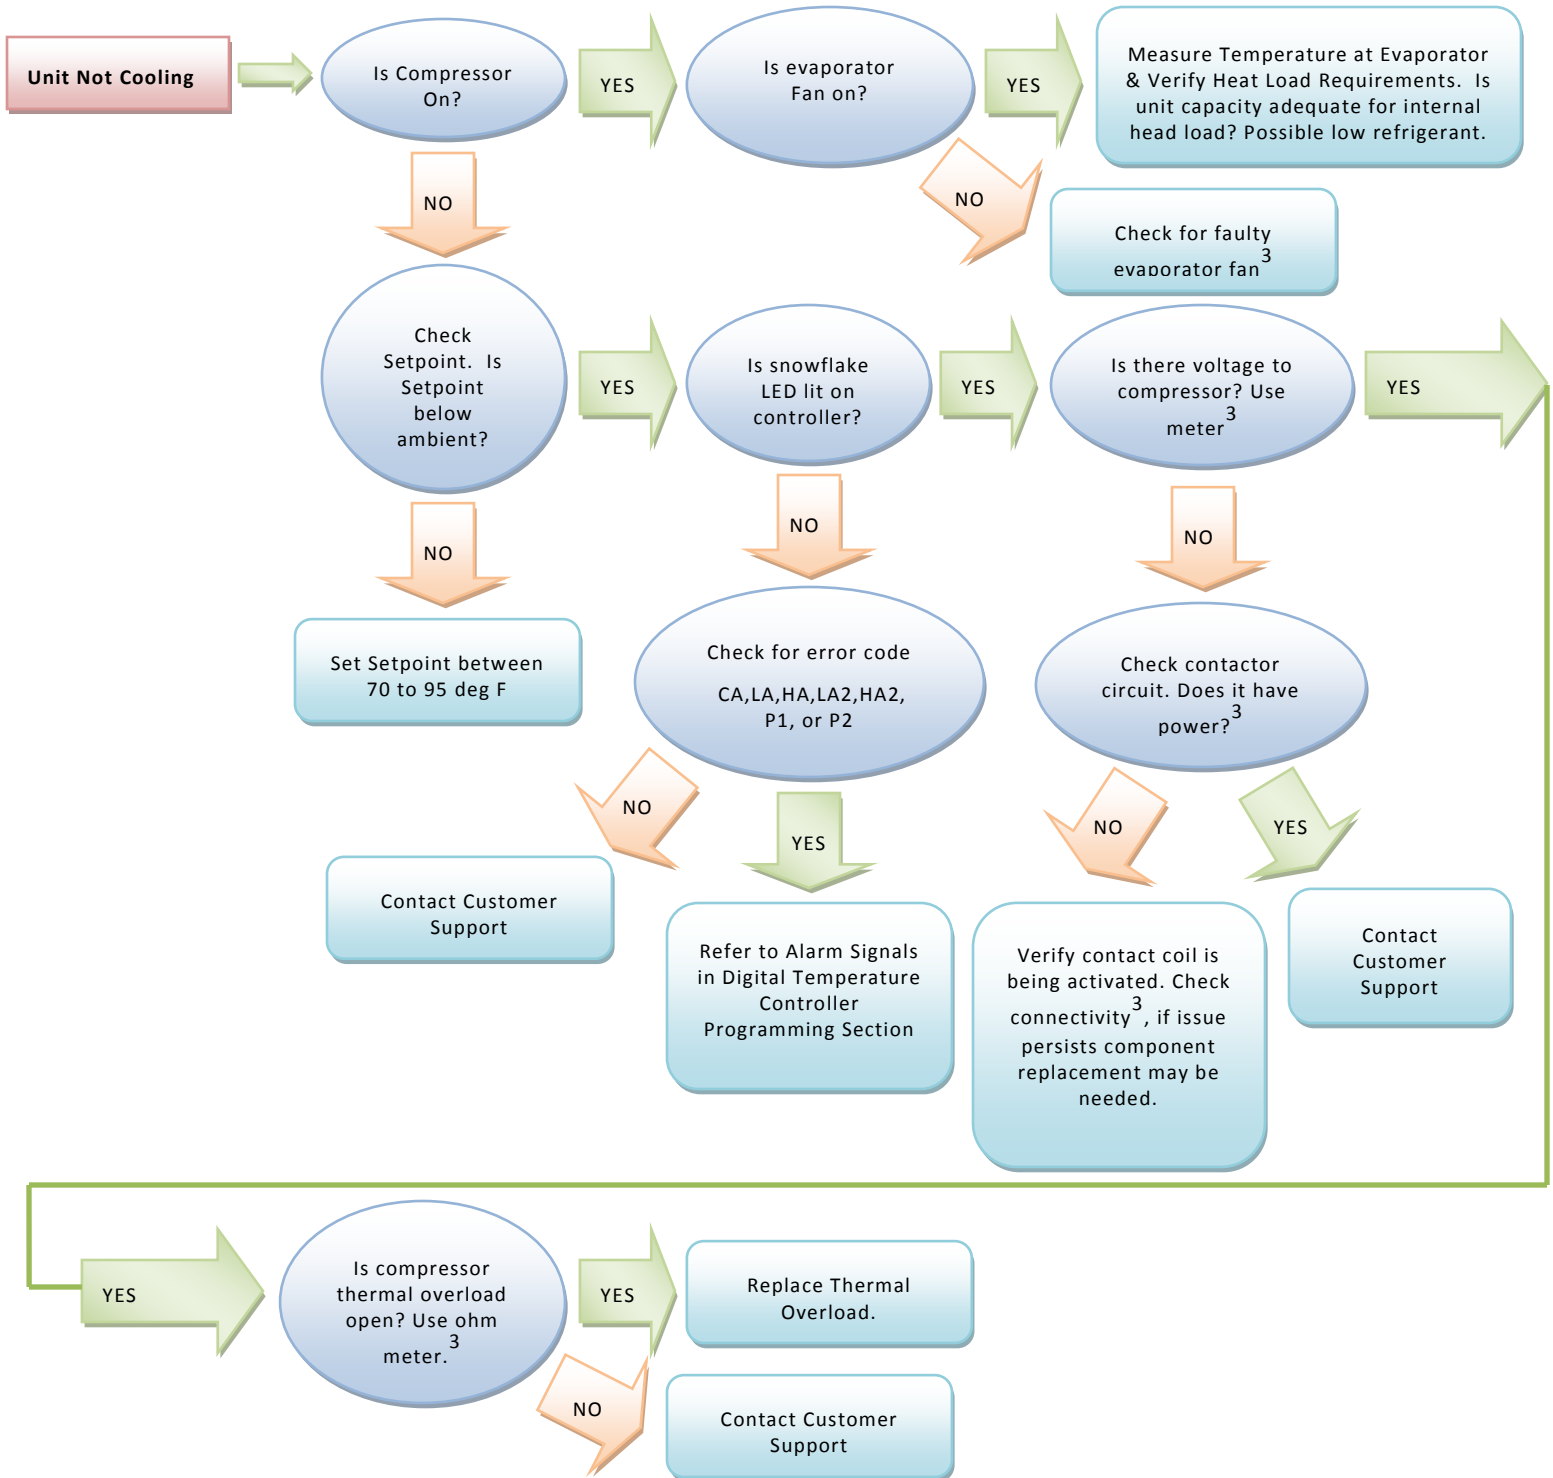 Unit Not Cooling
Is Compressor
On?
YES
Is evaporator
Fan on?
YES
Measure Temperature at Evaporator
& Verify Heat Load Requirements. Is
unit capacity adequate for internal
head load? Possible low refrigerant.
NO
NO
Check for faulty
evaporator fan3
Check
Setpoint. Is
Setpoint
below
ambient?
YES
Is snowflake
LED lit on
controller?
YES
Is there voltage to
compressor? Use
meter3
YES
NO
NO
NO
Set Setpoint between
70 to 95 deg F
Check for error code
CA,LA,HA,LA2,HA2,
P1, or P2
Check contactor
circuit. Does it have
power?3
NO
YES
NO
YES
Contact Customer
Support
Refer to Alarm Signals
in Digital Temperature
Controller
Programming Section
Verify contact coil is
being activated. Check
connectivity3, if issue
persists component
replacement may be
needed.
Contact
Customer
Support
YES
Is compressor
thermal overload
open? Use ohm
meter.3
YES
Replace Thermal
Overload.
NO
Contact Customer
Support